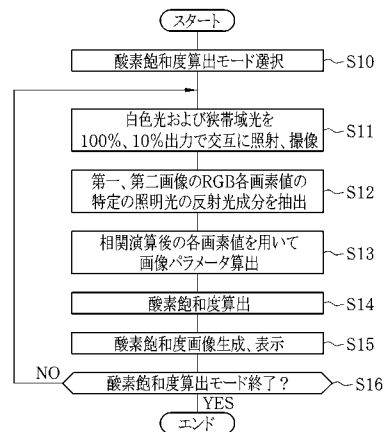 スタート
酸素飽和度算出モード選択
S10
白色光および狭帯域光を
100%、10%出力で交互に照射、撮像
S11
第一、第二画像のRGB各画素値の
特定の照明光の反射光成分を抽出
S12
相関演算後の各画素値を用いて
画像パラメータ算出
S13
酸素飽和度算出
S14
酸素飽和度画像生成、表示
S15
NO
酸素飽和度算出モード終了?
S16
YES
エンド